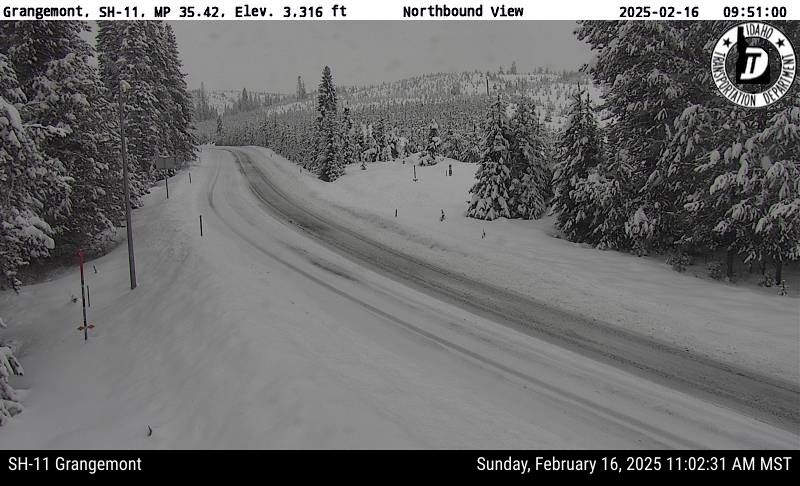 Grangemont, SH-11, MP 35.42, Elev. 3,316 ft Northbound View 2025-02-16 09:51:00
IDAHO
TRANSPORTATION DEPARTMENT
SH-11 Grangemont Sunday, February 16, 2025 11:02:31 AM MST